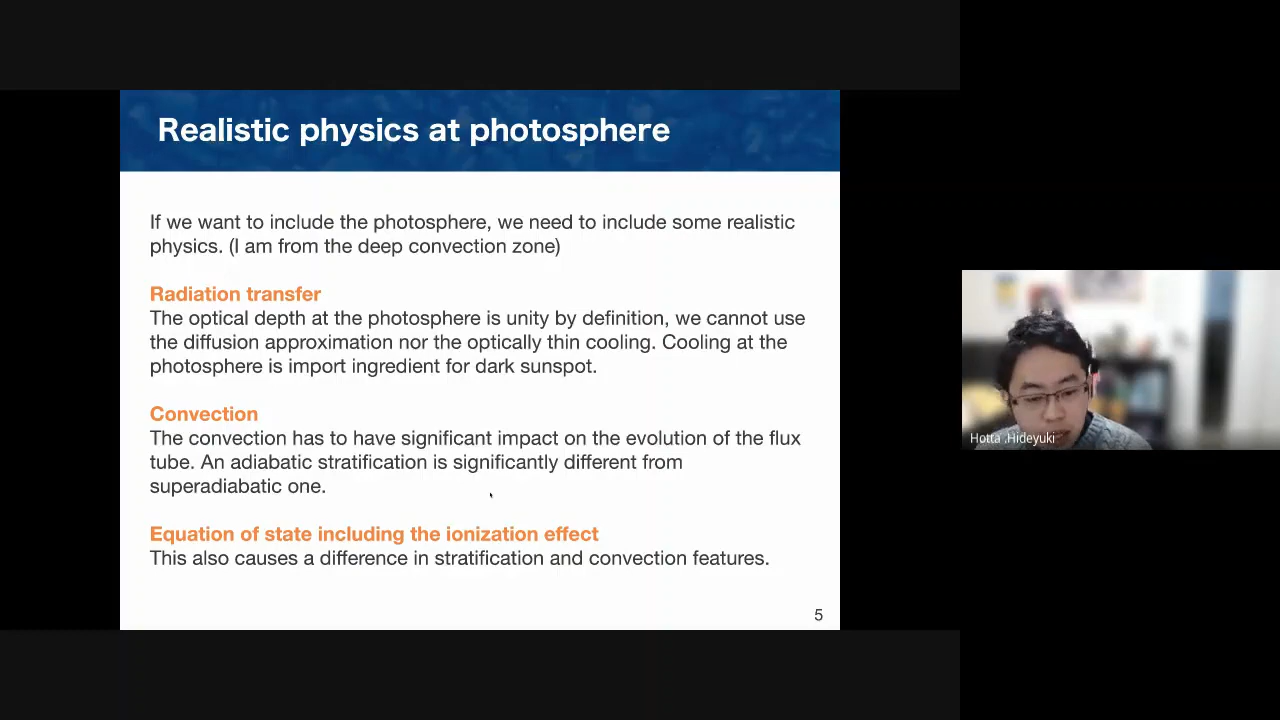 Realistic physics at photosphere
If we want to include the photosphere, we need to include some realistic
physics. (I am from the deep convection zone)
Radiation transfer
The optical depth at the photosphere is unity by definition, we cannot use
the diffusion approximation nor the optically thin cooling. Cooling at the
photosphere is import ingredient for dark sunspot.
Convection
The convection has to have significant impact on the evolution of the flux
tube. An adiabatic stratification is significantly different from
superadiabatic one.
Equation of state including the ionization effect
This also causes a difference in stratification and convection features.
5
Hotta .Hideyuki